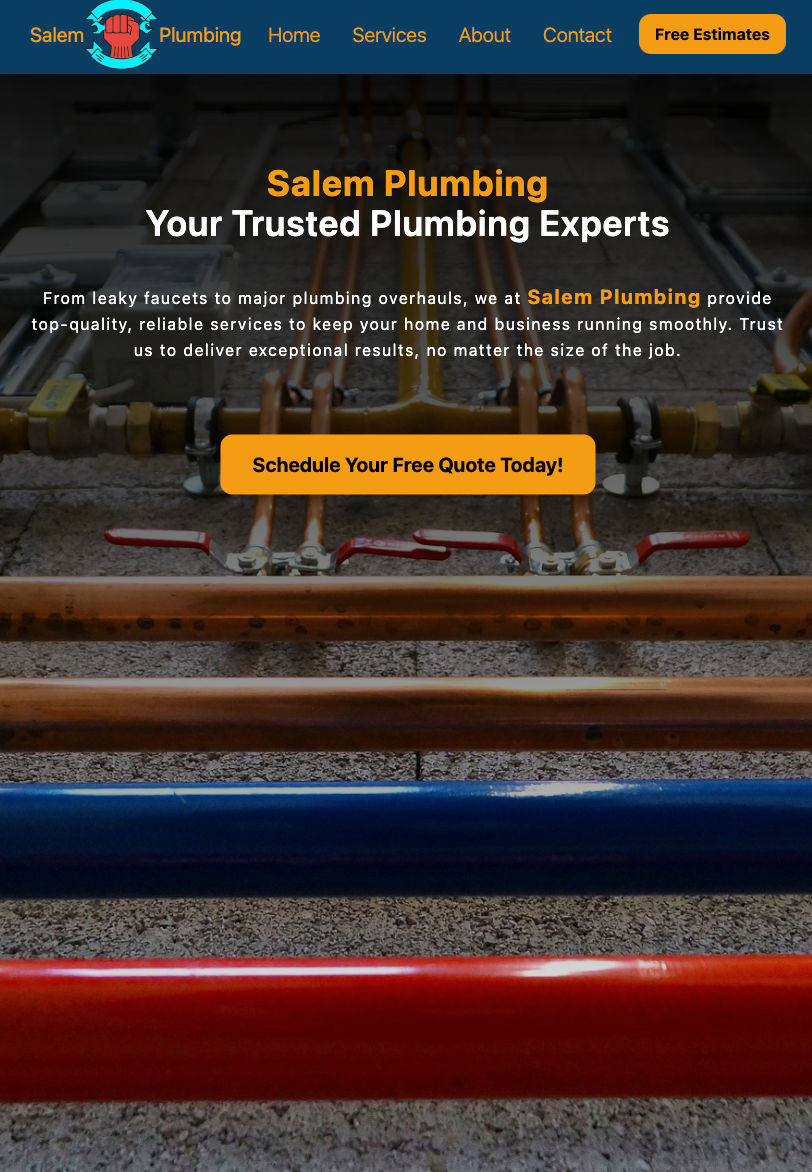 Salem Plumbing Home Services About Contact Free Estimates
Salem Plumbing
Your Trusted Plumbing Experts
From leaky faucets to major plumbing overhauls, we at Salem Plumbing provide
top-quality, reliable services to keep your home and business running smoothly. Trust
us to deliver exceptional results, no matter the size of the job.
Schedule Your Free Quote Today!